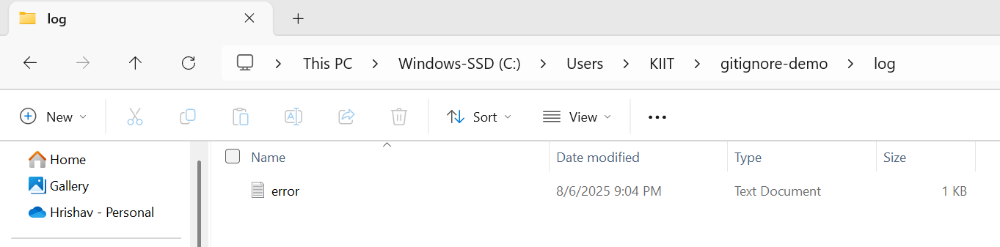 log
This PC > Windows-SSD (C:) > Users > KIIT > gitignore-demo > log
New Sort View
Home
Gallery
Hrishav - Personal
Name Date modified Type Size
error 8/6/2025 9:04 PM Text Document 1 KB